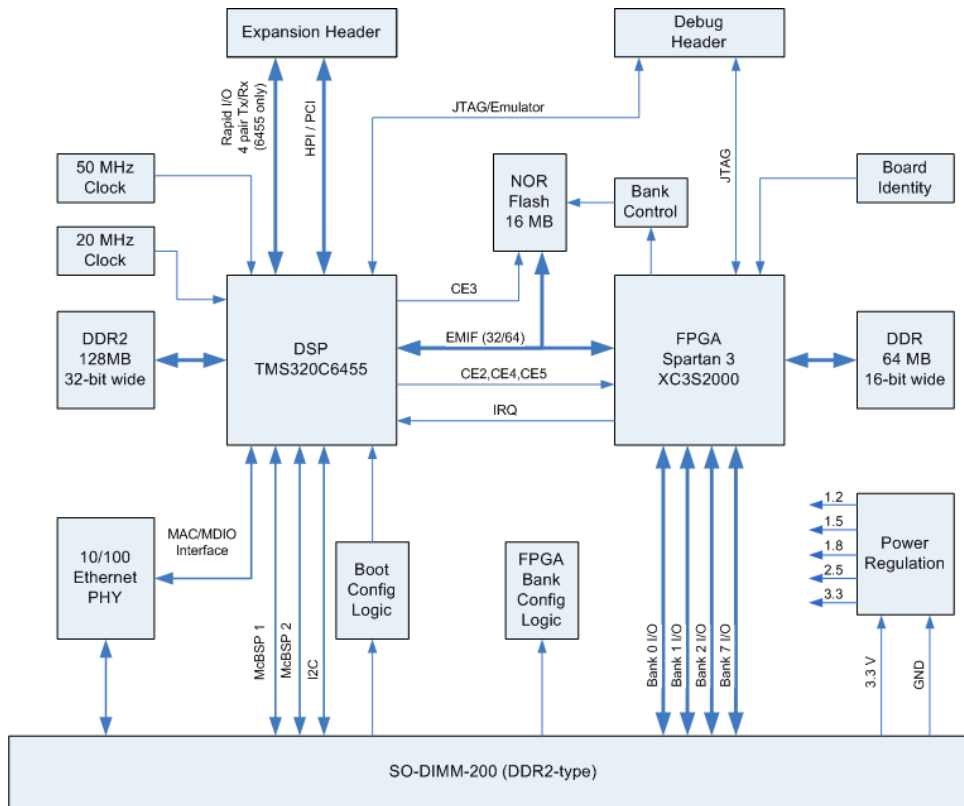 Expansion Header
Debug
Header
Rapid I/O
4 pair Tx/Rx
(6455 only)
HPI / PCI
JTAG/Emulator
JTAG
50 MHz
Clock
NOR
Flash
16 MB
Bank
Control
Board
Identity
20 MHz
Clock
CE3
DDR2
128MB
32-bit wide
DSP
TMS320C6455
EMIF (32/64)
FPGA
Spartan 3
XC3S2000
DDR
64 MB
16-bit wide
CE2,CE4,CE5
IRQ
MAC/MDIO
Interface
10/100
Ethernet
PHY
Boot
Config
Logic
FPGA
Bank
Config
Logic
1.2
1.5
1.8
2.5
3.3
Power
Regulation
McBSP 1
McBSP 2
I2C
Bank 0 I/O
Bank 1 I/O
Bank 2 I/O
Bank 7 I/O
3.3 V
GND
SO-DIMM-200 (DDR2-type)